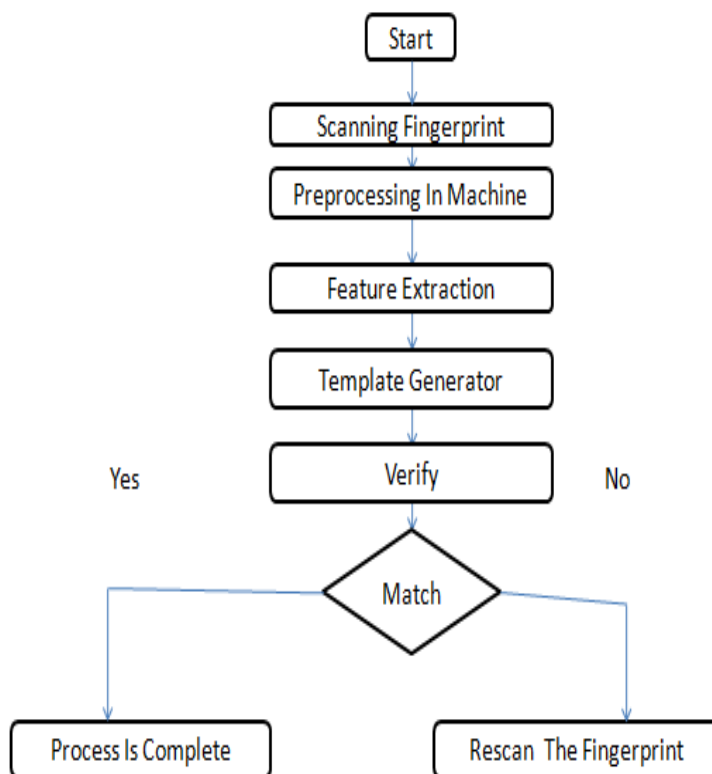 Start
Scanning Fingerprint
Preprocessing In Machine
Feature Extraction
Template Generator
Yes
Verify
No
Match
Process Is Complete
Rescan The Fingerprint